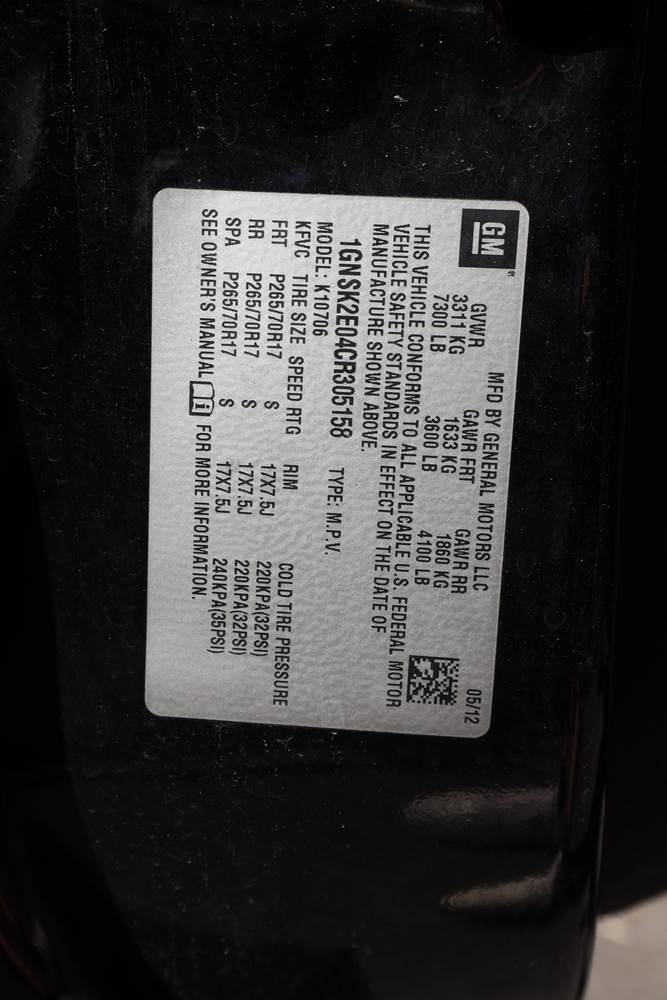 GM®
MFD BY GENERAL MOTORS LLC 05/12
GVWR GAWR FRT GAWR RR
3311 KG 1633 KG 1860 KG
7300 LB 3600 LB 4100 LB
THIS VEHICLE CONFORMS TO ALL APPLICABLE U.S. FEDERAL MOTOR
VEHICLE SAFETY STANDARDS IN EFFECT ON THE DATE OF
MANUFACTURE SHOWN ABOVE.
1GNSK2E04CR305158 TYPE: M.P.V.
MODEL: K10706
KFVC TIRE SIZE SPEED RTG RIM COLD TIRE PRESSURE
FRT P265/70R17 S 17X7.5J 220KPA(32PSI)
RR P265/70R17 S 17X7.5J 220KPA(32PSI)
SPA P265/70R17 S 17X7.5J 240KPA(35PSI)
SEE OWNER'S MANUAL FOR MORE INFORMATION.